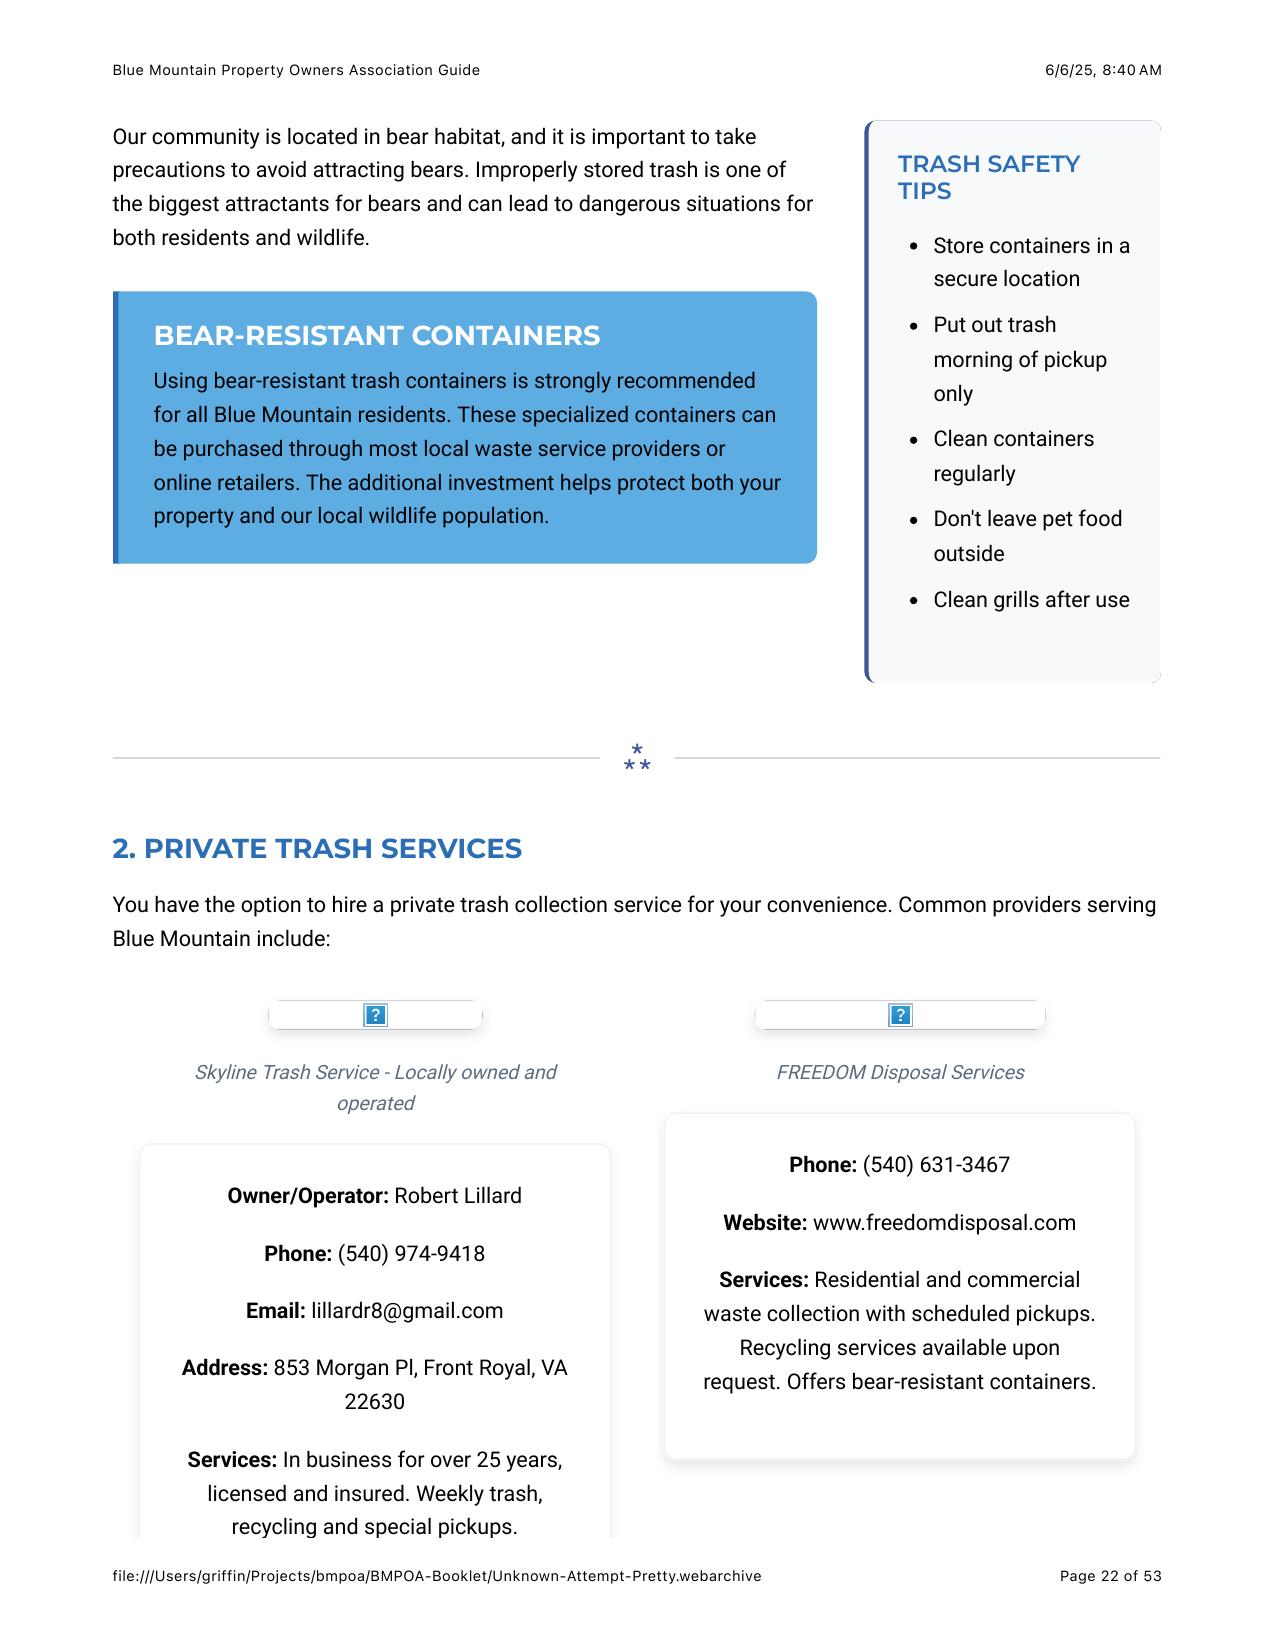 Blue Mountain Property Owners Association Guide
6/6/25, 8:40 AM
Our community is located in bear habitat, and it is important to take
precautions to avoid attracting bears. Improperly stored trash is one of
the biggest attractants for bears and can lead to dangerous situations for
both residents and wildlife.
BEAR-RESISTANT CONTAINERS
Using bear-resistant trash containers is strongly recommended
for all Blue Mountain residents. These specialized containers can
be purchased through most local waste service providers or
online retailers. The additional investment helps protect both your
property and our local wildlife population.
TRASH SAFETY
TIPS
• Store containers in a
secure location
• Put out trash
morning of pickup
only
• Clean containers
regularly
• Don't leave pet food
outside
• Clean grills after use
***
2. PRIVATE TRASH SERVICES
You have the option to hire a private trash collection service for your convenience. Common providers serving
Blue Mountain include:
?
Skyline Trash Service - Locally owned and
operated
Owner/Operator: Robert Lillard
Phone: (540) 974-9418
Email: lillardr8@gmail.com
Address: 853 Morgan Pl, Front Royal, VA
22630
Services: In business for over 25 years,
licensed and insured. Weekly trash,
recycling and special pickups.
?
FREEDOM Disposal Services
Phone: (540) 631-3467
Website: www.freedomdisposal.com
Services: Residential and commercial
waste collection with scheduled pickups.
Recycling services available upon
request. Offers bear-resistant containers.
file:///Users/griffin/Projects/bmpoa/BMPOA-Booklet/Unknown-Attempt-Pretty.webarchive
Page 22 of 53